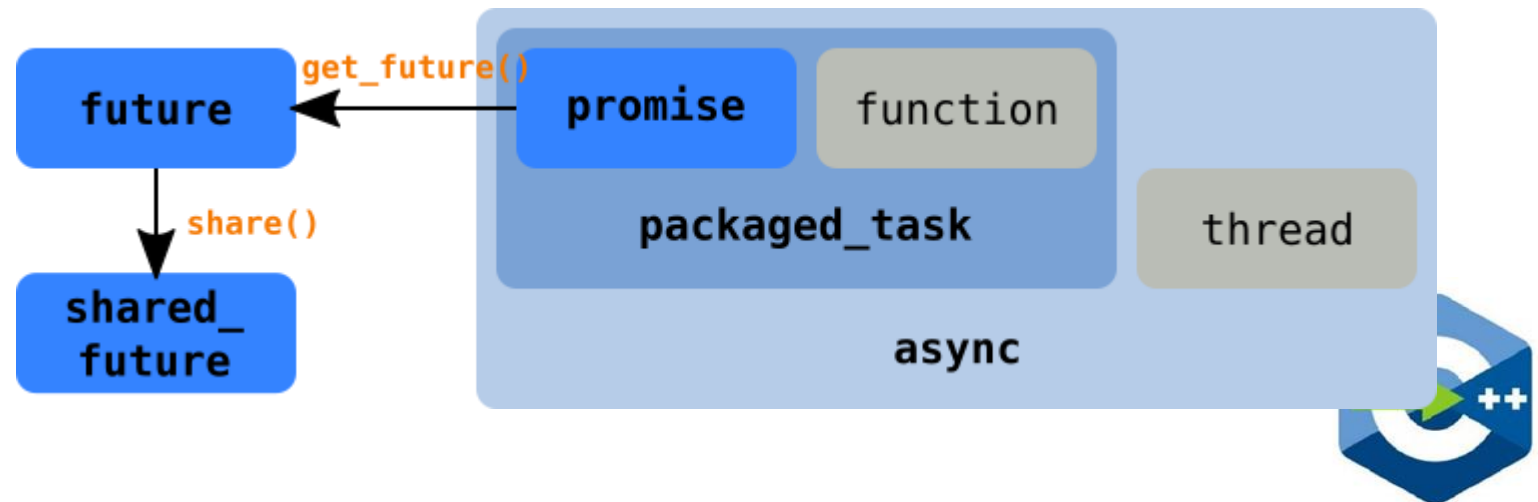 get_future()
future
promise
function
share()
packaged_task
thread
shared_
future
async
++